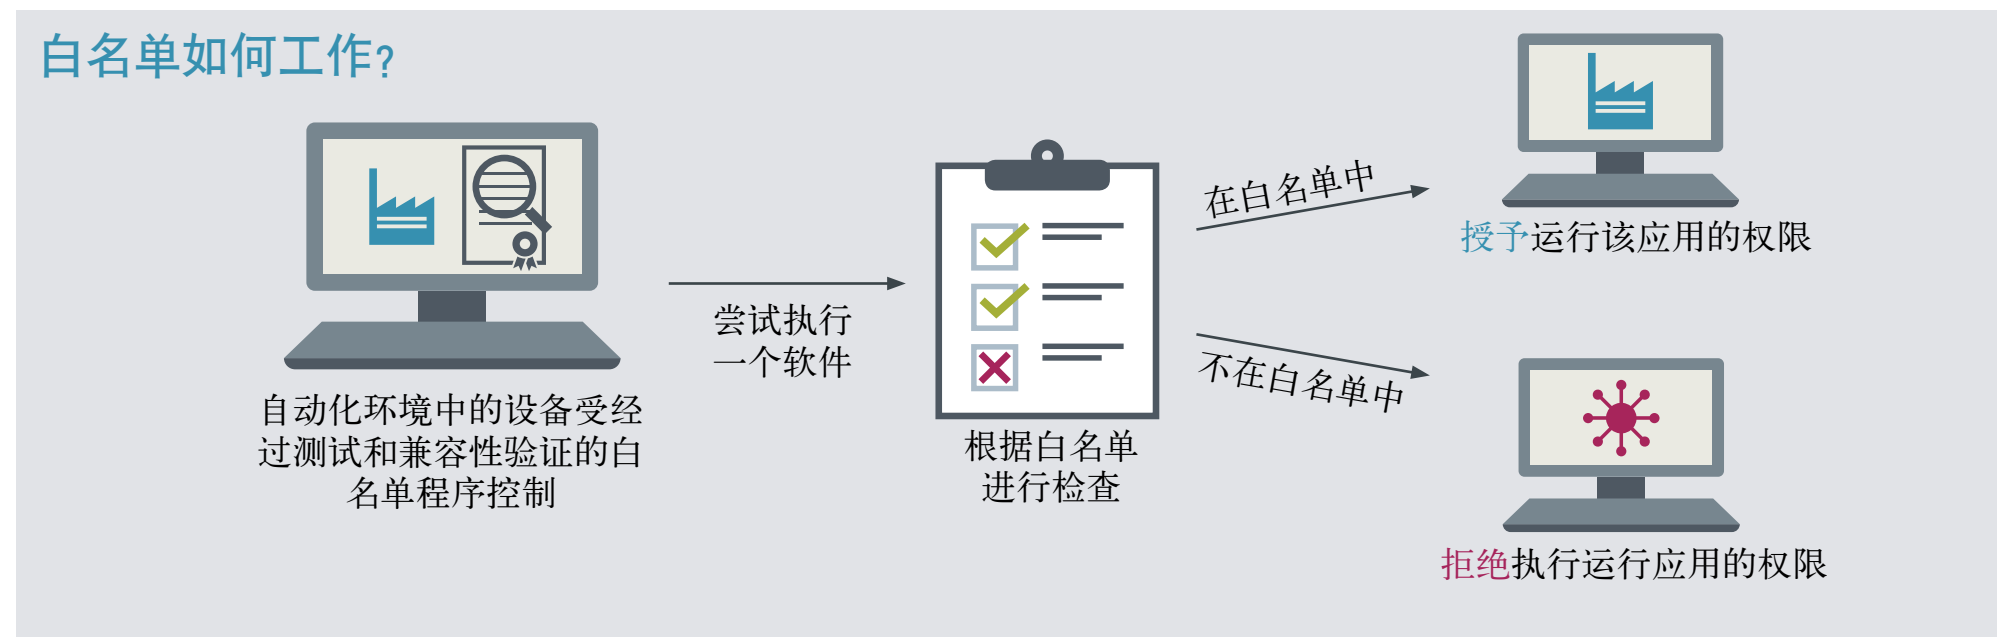 白名单如何工作?
自动化环境中的设备受经
过测试和兼容性验证的白
名单程序控制
尝试执行
一个软件
根据白名单
进行检查
在白名单中
授予运行该应用的权限
不在白名单中
拒绝执行运行应用的权限